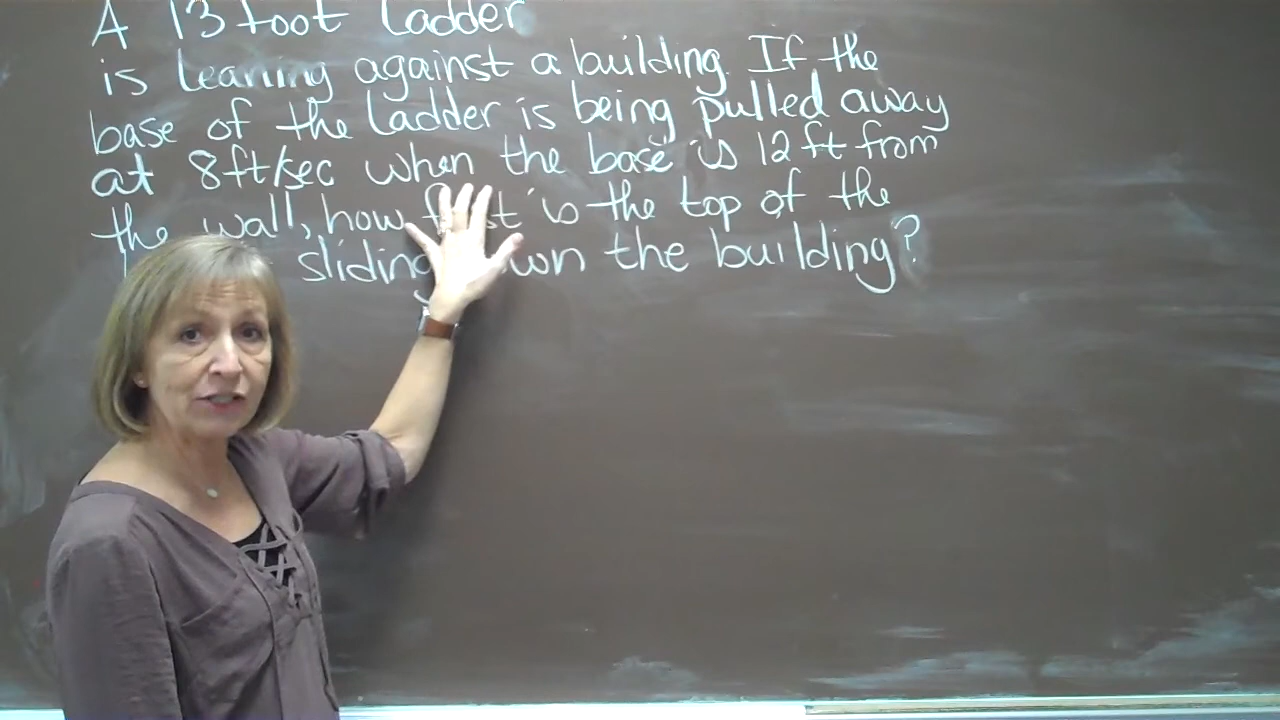 A 13 foot Ladder
is leaning against a building. If the
base of the Ladder is being pulled away
at 8ft/sec when the base is 12 ft from
the wall, how fast is the top of the
sliding down the building?